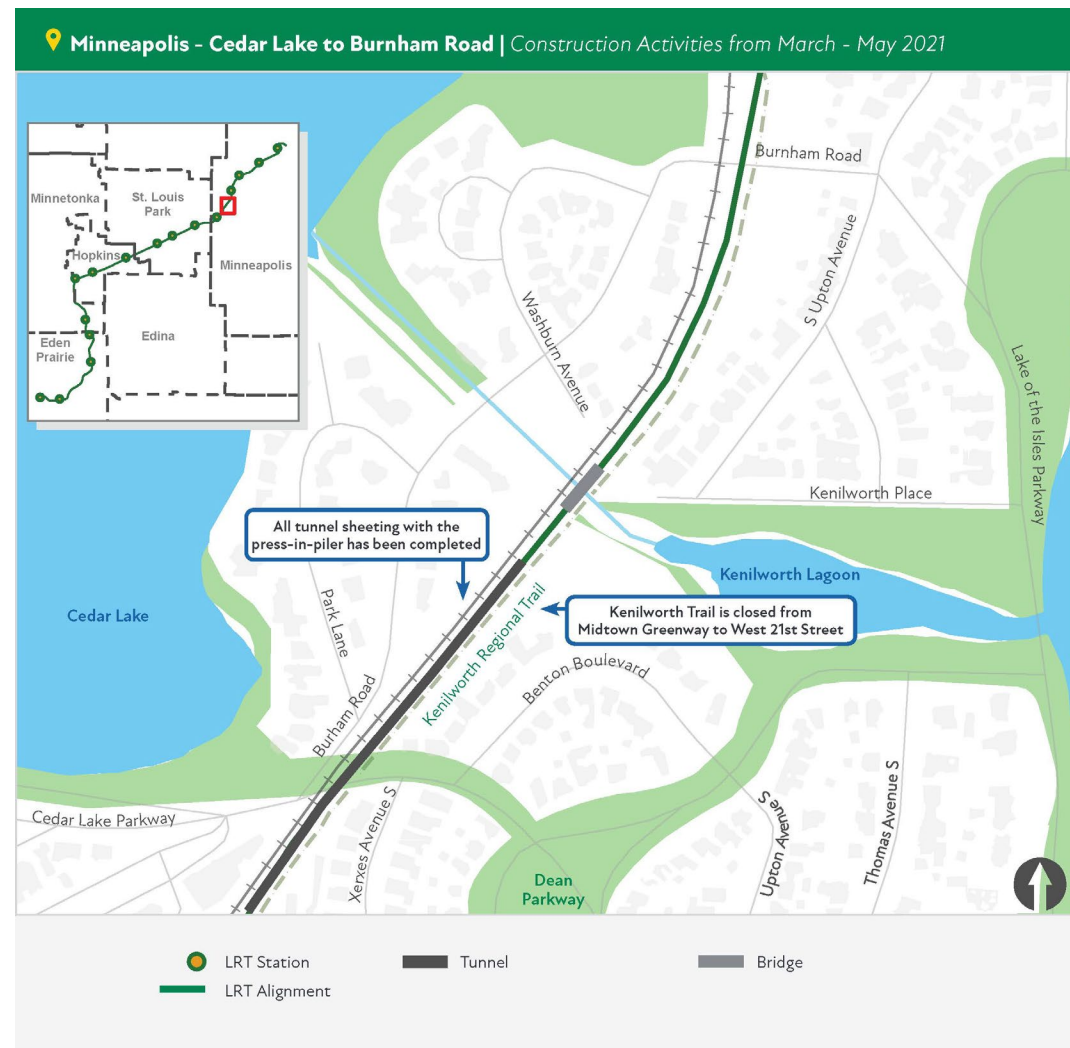 Minneapolis - Cedar Lake to Burnham Road | Construction Activities from March - May 2021
Minnetonka
St. Louis
Park
Hopkins
Minneapolis
Eden
Prairie
Edina
Burnham Road
S Upton Avenue
Washburn Avenue
Lake of the Isles Parkway
Kenilworth Place
All tunnel sheeting with the
press-in-piler has been completed
Kenilworth Lagoon
Cedar Lake
Park Lane
Kenilworth Regional Trail
Kenilworth Trail is closed from
Midtown Greenway to West 21st Street
Benton Boulevard
Burham Road
Cedar Lake Parkway
Xerxes Avenue S
Upton Avenue S
Thomas Avenue S
Dean
Parkway
LRT Station
Tunnel
Bridge
LRT Alignment